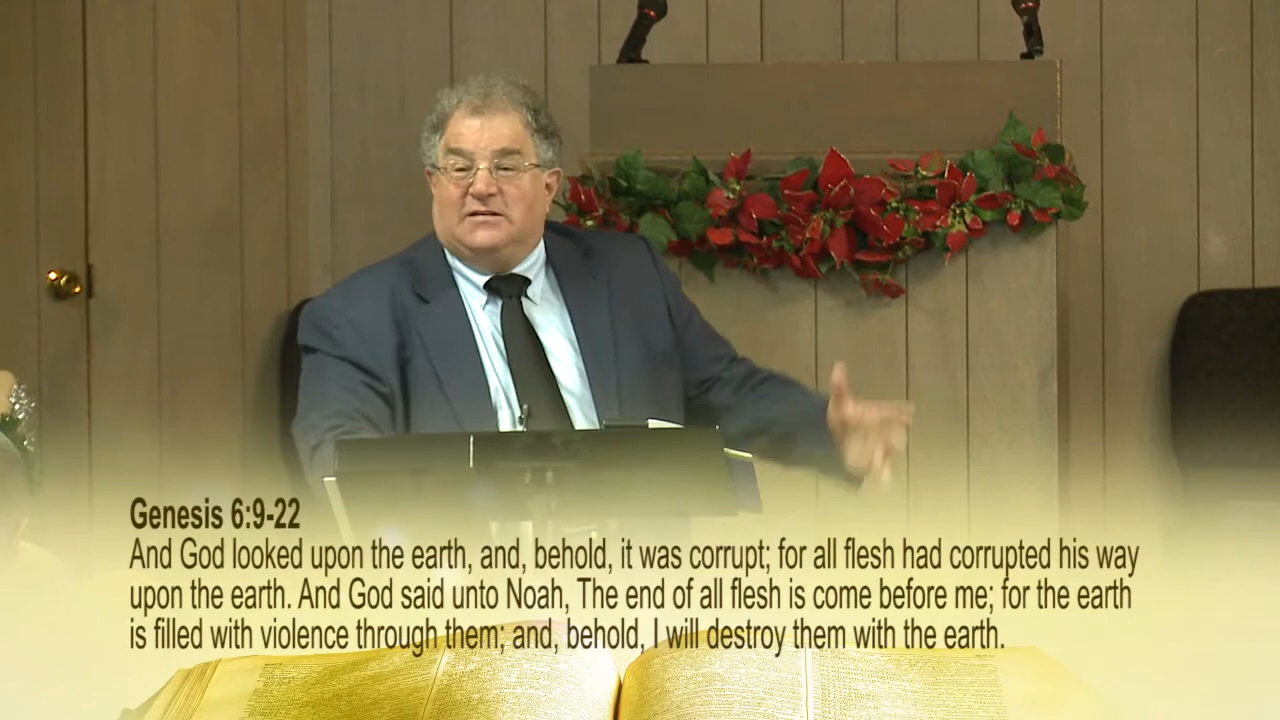 Genesis 6:9-22
And God looked upon the earth, and, behold, it was corrupt; for all flesh had corrupted his way
upon the earth. And God said unto Noah, The end of all flesh is come before me; for the earth
is filled with violence through them; and, behold, I will destroy them with the earth.